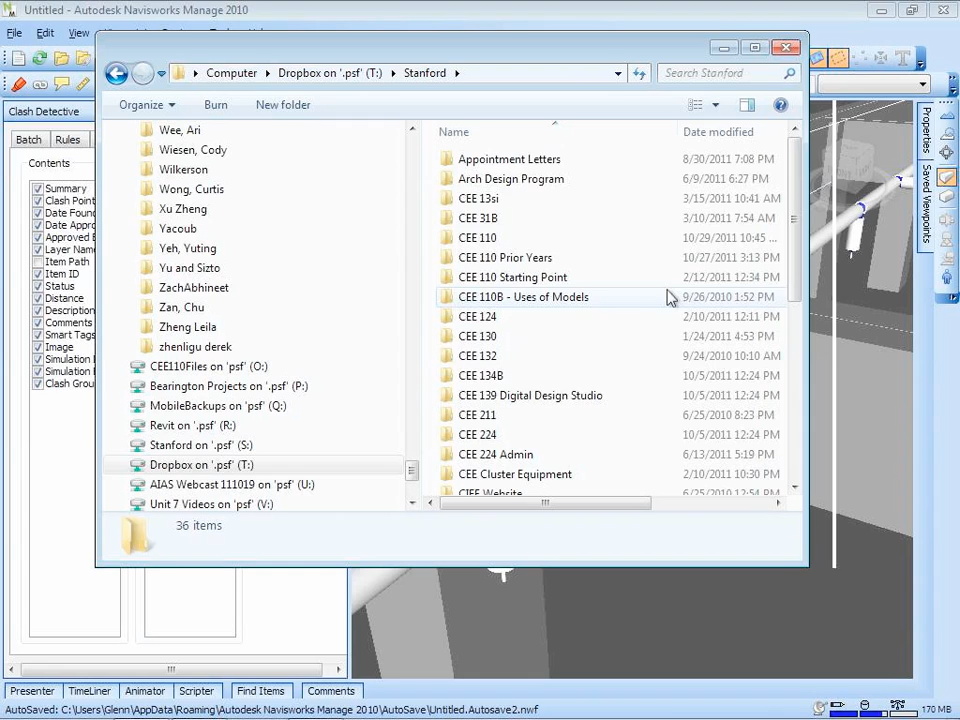 Untitled - Autodesk Navisworks Manage 2010
File Edit View
Computer Dropbox on '.psf' (T:) Stanford
Search Stanford
Organize Burn New folder
Clash Detective
Batch Rules
Contents
Summary
Clash Point
Date Found
Date Appro
Approved B
Layer Name
Item Path
Item ID
Status
Distance
Description
Comments
Smart Tags
Image
Simulation
Simulation
Clash Grou
Wee, Ari
Wiesen, Cody
Wilkerson
Wong, Curtis
Xu Zheng
Yacoub
Yeh, Yuting
Yu and Sizto
ZachAbhineet
Zan, Chu
Zheng Leila
zhenligu derek
CEE110Files on 'psf' (O:)
Bearington Projects on '.psf' (P:)
MobileBackups on '.psf' (Q:)
Revit on '.psf' (R:)
Stanford on '.psf' (S:)
Dropbox on '.psf' (T:)
AIAS Webcast 111019 on 'psf' (U:)
Unit 7 Videos on '.psf' (V:)
Name Date modified
Appointment Letters 8/30/2011 7:08 PM
Arch Design Program 6/9/2011 6:27 PM
CEE 13si 3/15/2011 10:41 AM
CEE 31B 3/10/2011 7:54 AM
CEE 110 10/29/2011 10:45 ...
CEE 110 Prior Years 10/27/2011 3:13 PM
CEE 110 Starting Point 2/12/2011 12:34 PM
CEE 110B - Uses of Models 9/26/2010 1:52 PM
CEE 124 2/10/2011 12:11 PM
CEE 130 1/24/2011 4:53 PM
CEE 132 9/24/2010 10:10 AM
CEE 134B 10/5/2011 12:24 PM
CEE 139 Digital Design Studio 10/5/2011 12:24 PM
CEE 211 6/25/2010 8:23 PM
CEE 224 10/5/2011 12:24 PM
CEE 224 Admin 6/13/2011 5:19 PM
CEE Cluster Equipment 2/10/2011 10:30 PM
CIFE Website 6/25/2010 12:54 PM
36 items
Properties
Saved Viewpoints
Presenter TimeLiner Animator Scripter Find Items Comments
AutoSaved: C:\Users\Glenn\AppData\Roaming\Autodesk Navisworks Manage 2010\AutoSave\Untitled.Autosave2.nwf
170 MB